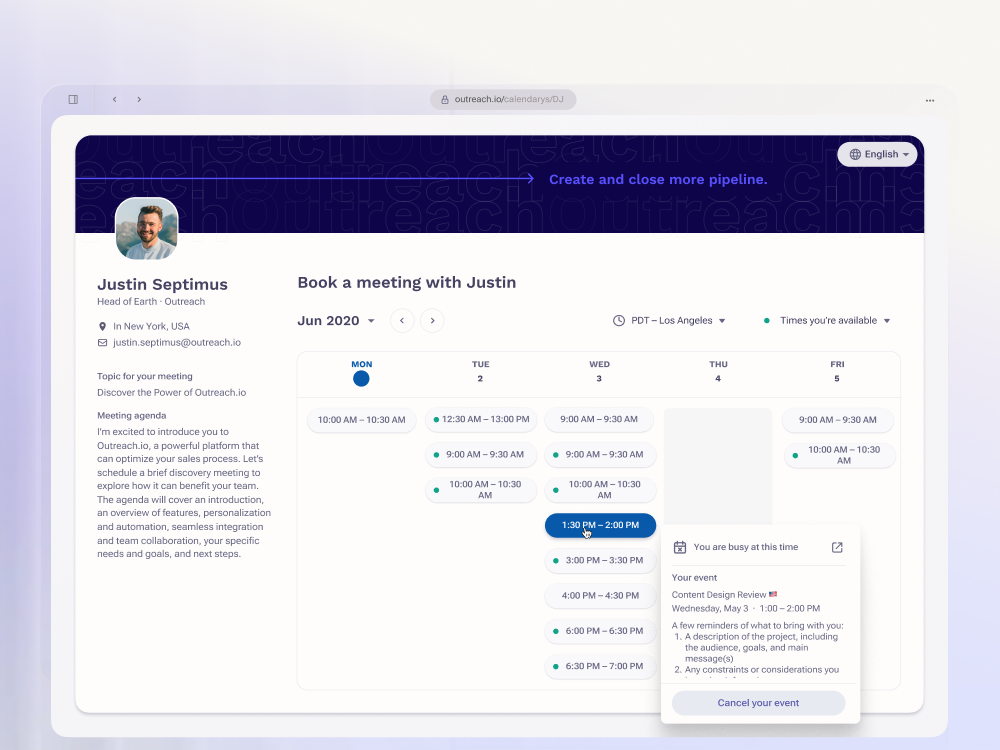 outreach.io/calendarys/DJ
English
Create and close more pipeline.
Justin Septimus
Head of Earth · Outreach
In New York, USA
justin.septimus@outreach.io
Topic for your meeting
Discover the Power of Outreach.io
Meeting agenda
I'm excited to introduce you to
Outreach.io, a powerful platform that
can optimize your sales process. Let's
schedule a brief discovery meeting to
explore how it can benefit your team.
The agenda will cover an introduction,
an overview of features, personalization
and automation, seamless integration
and team collaboration, your specific
needs and goals, and next steps.
Book a meeting with Justin
Jun 2020
PDT – Los Angeles
Times you're available
MON
TUE
2
WED
3
THU
4
FRI
5
10:00 AM – 10:30 AM
12:30 AM – 13:00 PM
9:00 AM – 9:30 AM
10:00 AM – 10:30
AM
9:00 AM – 9:30 AM
9:00 AM – 9:30 AM
10:00 AM – 10:30
AM
1:30 PM – 2:00 PM
3:00 PM – 3:30 PM
4:00 PM – 4:30 PM
6:00 PM – 6:30 PM
6:30 PM – 7:00 PM
9:00 AM – 9:30 AM
10:00 AM – 10:30
AM
You are busy at this time
Your event
Content Design Review
Wednesday, May 3 · 1:00 – 2:00 PM
A few reminders of what to bring with you:
1. A description of the project, including
the audience, goals, and main
message(s)
2. Any constraints or considerations you
Cancel your event